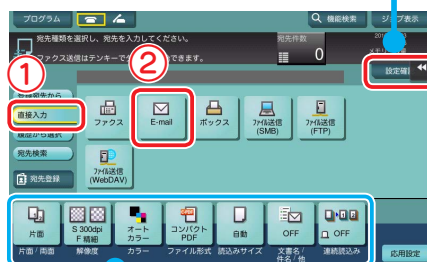 プログラム
機能検索
ジョブ表示
宛先種類を選択し、宛先を入力してください。
宛先件数
ファクス送信はテンキーで
できます。
0
設定確認
①
②
直接入力
ファクス
E-mail
ボックス
ファイル送信
(SMB)
ファイル送信
(FTP)
履歴から選択
宛先検索
宛先登録
ファイル送信
(WebDAV)
片面
S 300dpi
F 精細
オート
カラー
コンパクト
PDF
自動
OFF
OFF
片面 / 両面
解像度
カラー
ファイル形式
読込みサイズ
文書名/
件名/他
連続読込み
応用設定